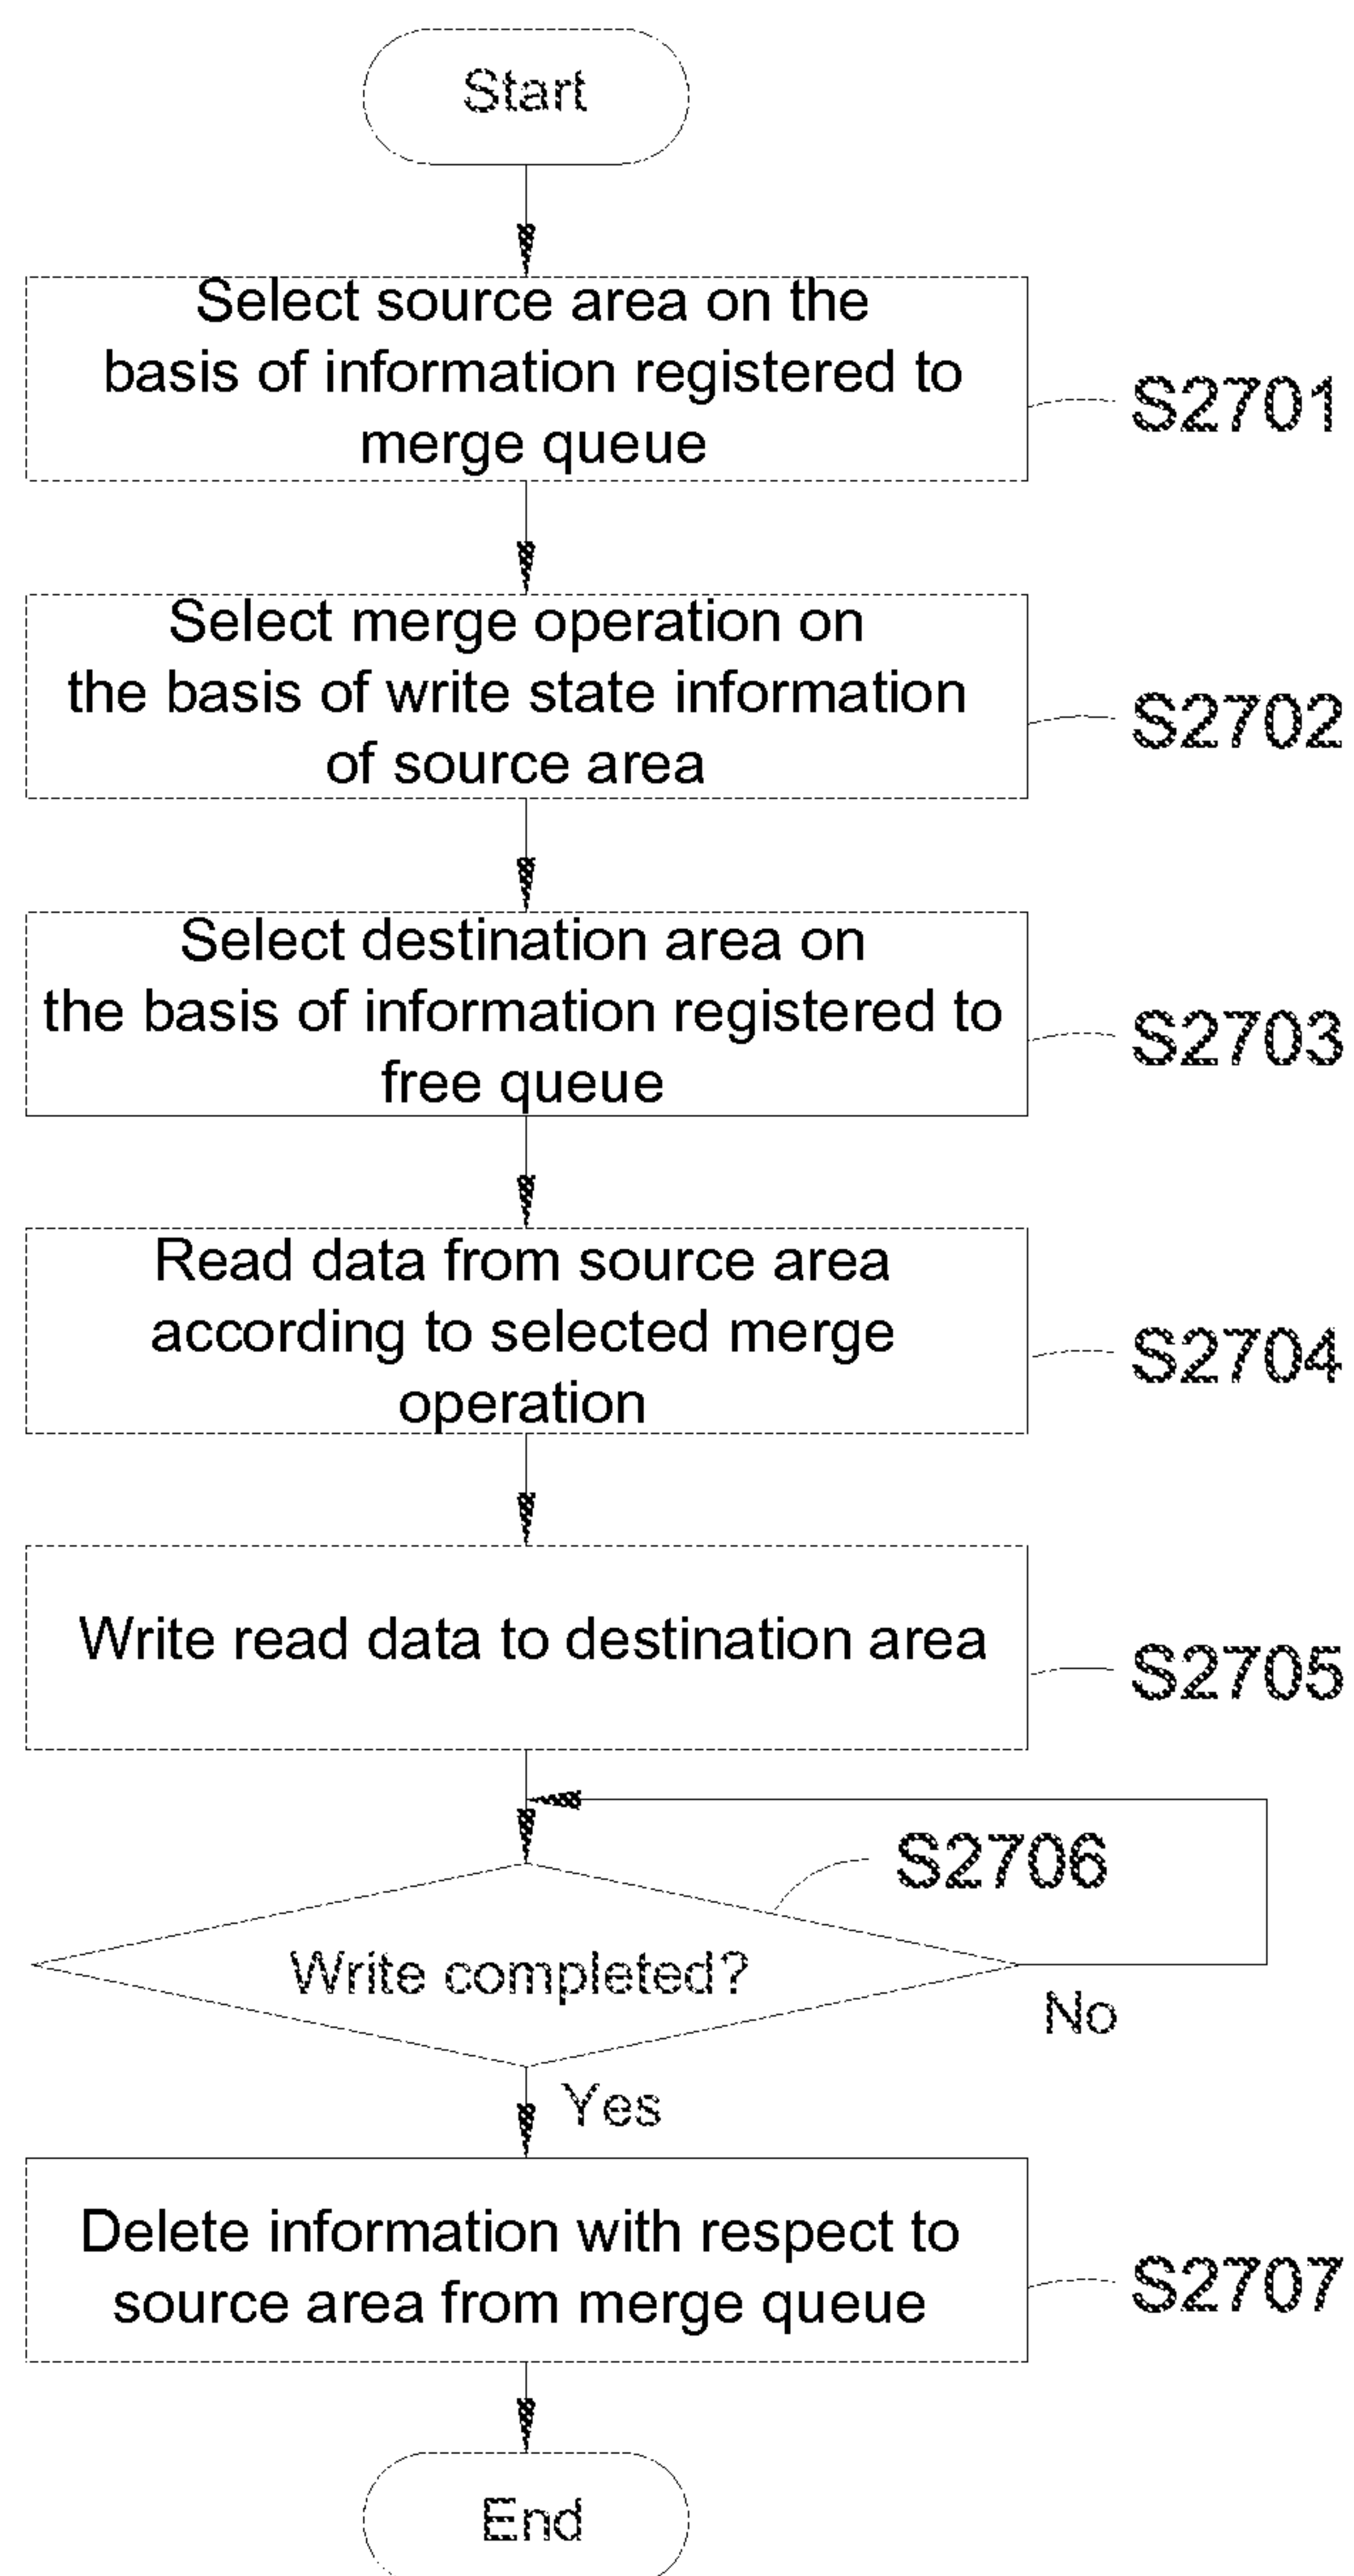 Start
Select source area on the
basis of information registered to
merge queue
S2701
Select merge operation on
the basis of write state information
of source area
S2702
Select destination area on
the basis of information registered to
free queue
S2703
Read data from source area
according to selected merge
operation
S2704
Write read data to destination area
S2705
S2706
Write completed?
No
Yes
Delete information with respect to
source area from merge queue
S2707
End